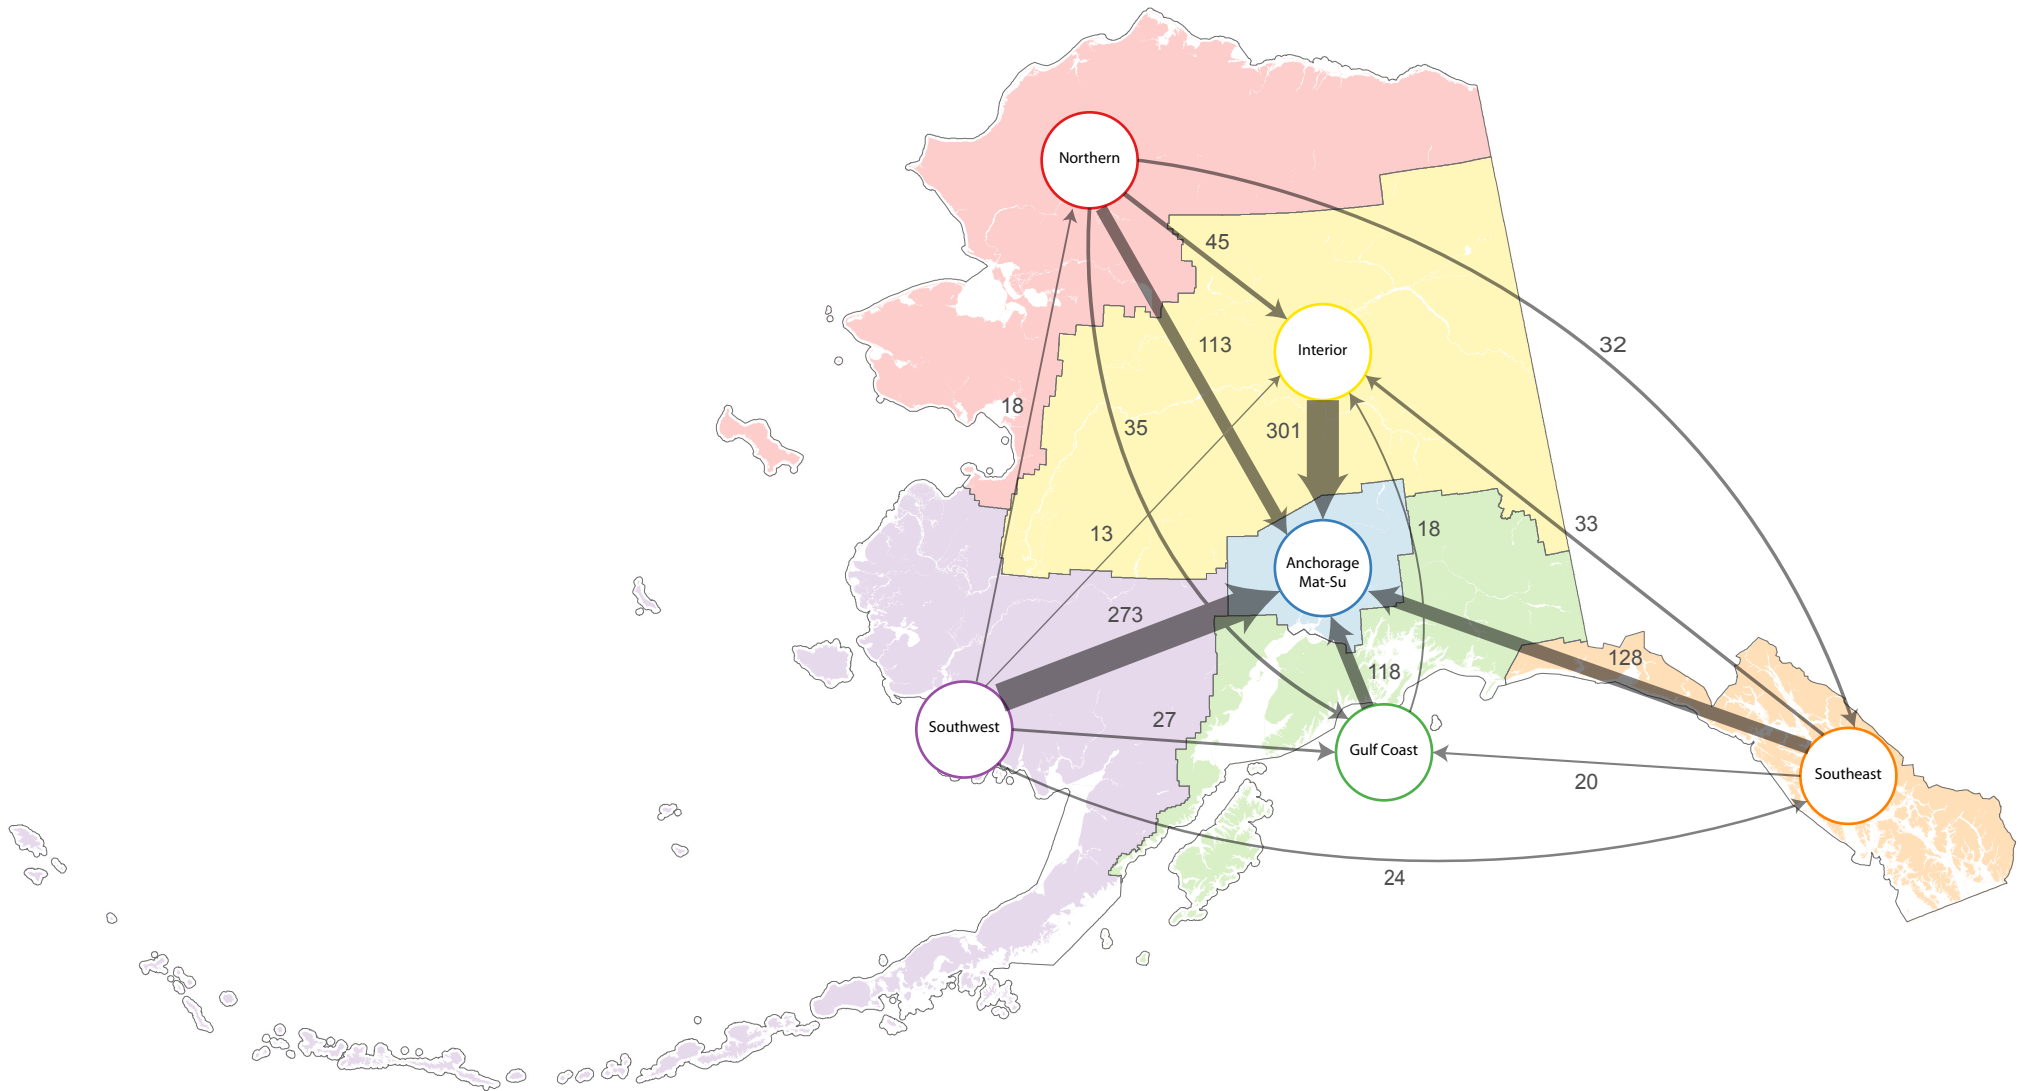 Northern
45
32
113
Interior
18
35
301
13
18
33
Anchorage
Mat-Su
273
128
118
27
Southwest
Gulf Coast
Southeast
20
24